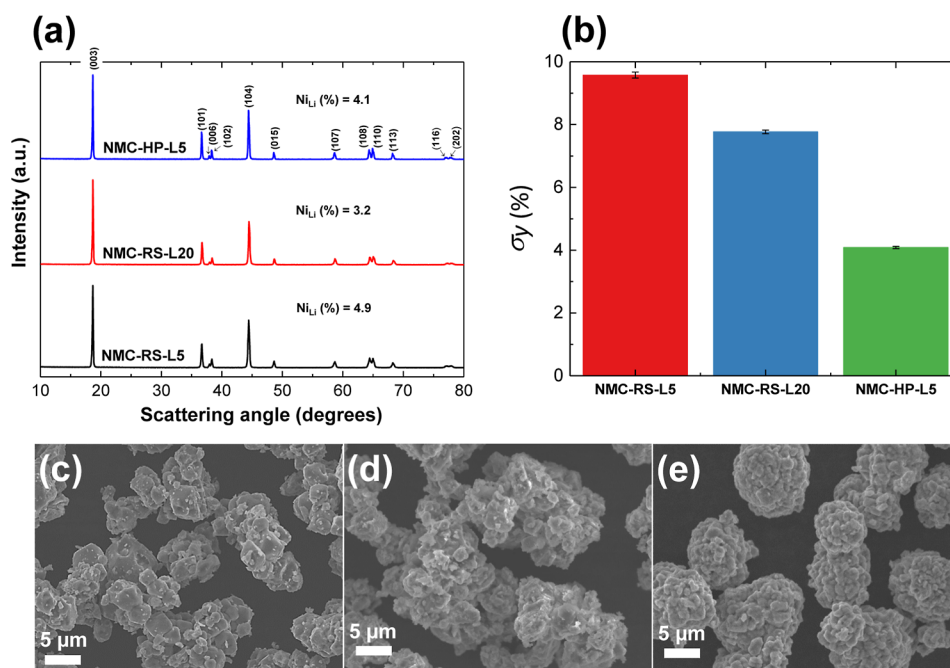 (a)
(003)
(101)
(006)
(102)
(104)
(015)
(107)
(108)
(110)
(113)
(116)
(202)
Ni_Li (%) = 4.1
NMC-HP-L5
Ni_Li (%) = 3.2
NMC-RS-L20
Ni_Li (%) = 4.9
NMC-RS-L5
Intensity (a.u.)
10 20 30 40 50 60 70 80
Scattering angle (degrees)
(b)
10
8
6
4
2
0
σy (%)
NMC-RS-L5 NMC-RS-L20 NMC-HP-L5
(c)
5 μm
(d)
5 μm
(e)
5 μm